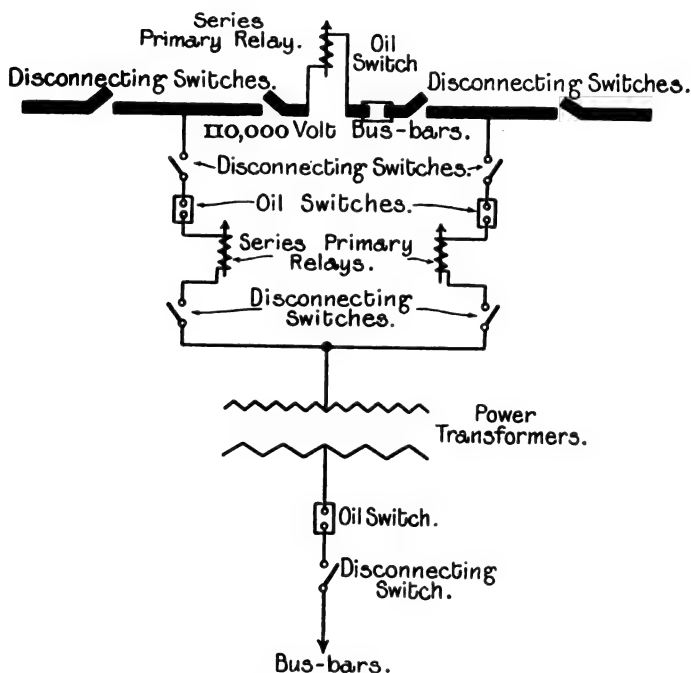 Series
Primary Relay.
Oil
Switch
Disconnecting Switches.
Disconnecting Switches.
110,000 Volt Bus-bars.
Disconnecting Switches.
Oil Switches.
Series Primary
Relays.
Disconnecting
Switches.
Power
Transformers.
Oil Switch.
Disconnecting
Switch.
Bus-bars.